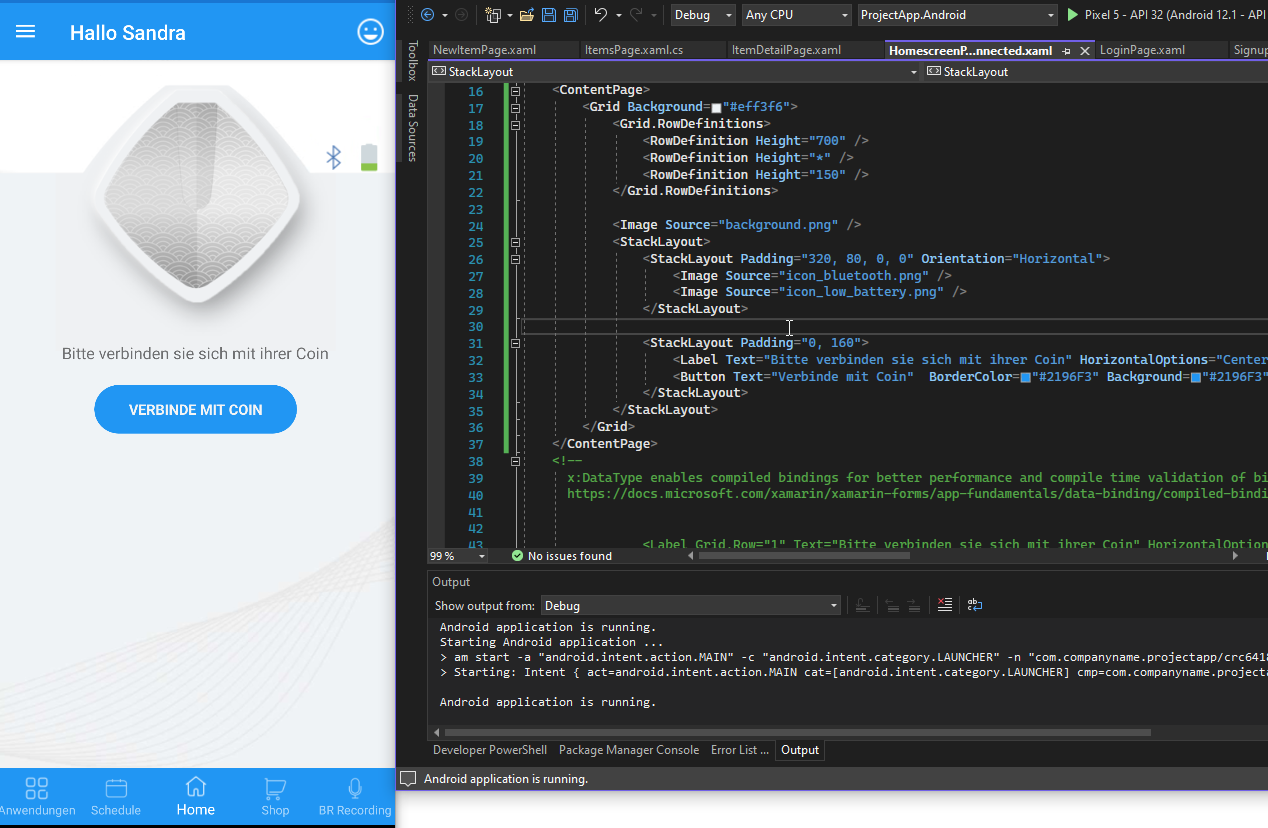 Hallo Sandra
Bitte verbinden sie sich mit ihrer Coin
VERBINDE MIT COIN
Anwendungen
Schedule
Home
Shop
BR Recording
Debug
Any CPU
ProjectApp.Android
Pixel 5 - API 32 (Android 12.1 - API
Toolbox
Data Sources
NewItemPage.xaml
ItemsPage.xaml.cs
ItemDetailPage.xaml
HomescreenP...nnected.xaml
LoginPage.xaml
Signup
StackLayout
StackLayout
16 <ContentPage>
17 <Grid Background="#eff3f6">
18 <Grid.RowDefinitions>
19 <RowDefinition Height="700" />
20 <RowDefinition Height="*" />
21 <RowDefinition Height="150" />
22 </Grid.RowDefinitions>
23
24 <Image Source="background.png" />
25 <StackLayout>
26 <StackLayout Padding="320, 80, 0, 0" Orientation="Horizontal">
27 <Image Source="icon_bluetooth.png" />
28 <Image Source="icon_low_battery.png" />
29 </StackLayout>
30
31 <StackLayout Padding="0, 160">
32 <Label Text="Bitte verbinden sie sich mit ihrer Coin" HorizontalOptions="Center
33 <Button Text="Verbinde mit Coin"  BorderColor="#2196F3" Background="#2196F3"
34 </StackLayout>
35 </StackLayout>
36 </Grid>
37 </ContentPage>
38 <!--
39 x:DataType enables compiled bindings for better performance and compile time validation of bi
40 https://docs.microsoft.com/xamarin/xamarin-forms/app-fundamentals/data-binding/compiled-bindi
41
42
43 <Label Grid.Row="1" Text="Bitte verbinden sie sich mit ihrer Coin" HorizontalOption
99 %
No issues found
Output
Show output from: Debug
Android application is running.
Starting Android application ...
> am start -a "android.intent.action.MAIN" -c "android.intent.category.LAUNCHER" -n "com.companyname.projectapp/crc6418
> Starting: Intent { act=android.intent.action.MAIN cat=[android.intent.category.LAUNCHER] cmp=com.companyname.projecta
Android application is running.
Developer PowerShell
Package Manager Console
Error List ...
Output
Android application is running.